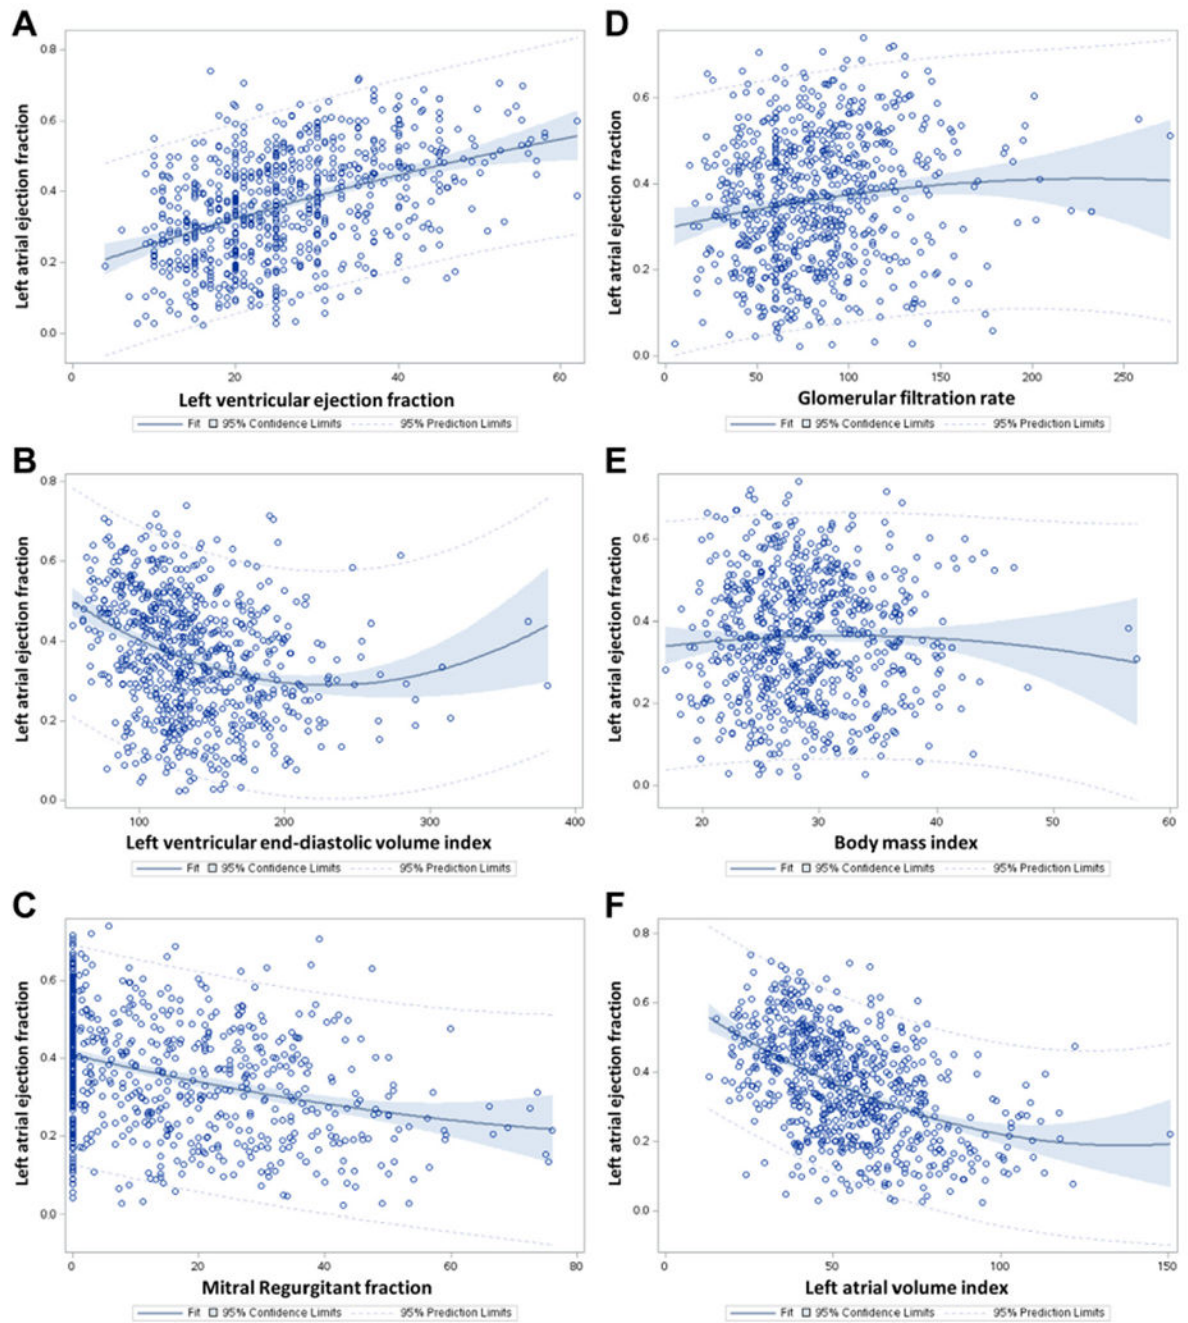 A
Left atrial ejection fraction
0.8
0.6
0.4
0.2
0.0
0 20 40 60
Left ventricular ejection fraction
Fit 95% Confidence Limits 95% Prediction Limits
D
Left atrial ejection fraction
0.6
0.4
0.2
0.0
0 50 100 150 200 250
Glomerular filtration rate
Fit 95% Confidence Limits 95% Prediction Limits
B
Left atrial ejection fraction
0.8
0.6
0.4
0.2
0.0
100 200 300 400
Left ventricular end-diastolic volume index
Fit 95% Confidence Limits 95% Prediction Limits
E
Left atrial ejection fraction
0.6
0.4
0.2
0.0
20 30 40 50 60
Body mass index
Fit 95% Confidence Limits 95% Prediction Limits
C
Left atrial ejection fraction
0.6
0.4
0.2
0.0
0 20 40 60 80
Mitral Regurgitant fraction
Fit 95% Confidence Limits 95% Prediction Limits
F
Left atrial ejection fraction
0.8
0.6
0.4
0.2
0.0
0 50 100 150
Left atrial volume index
Fit 95% Confidence Limits 95% Prediction Limits